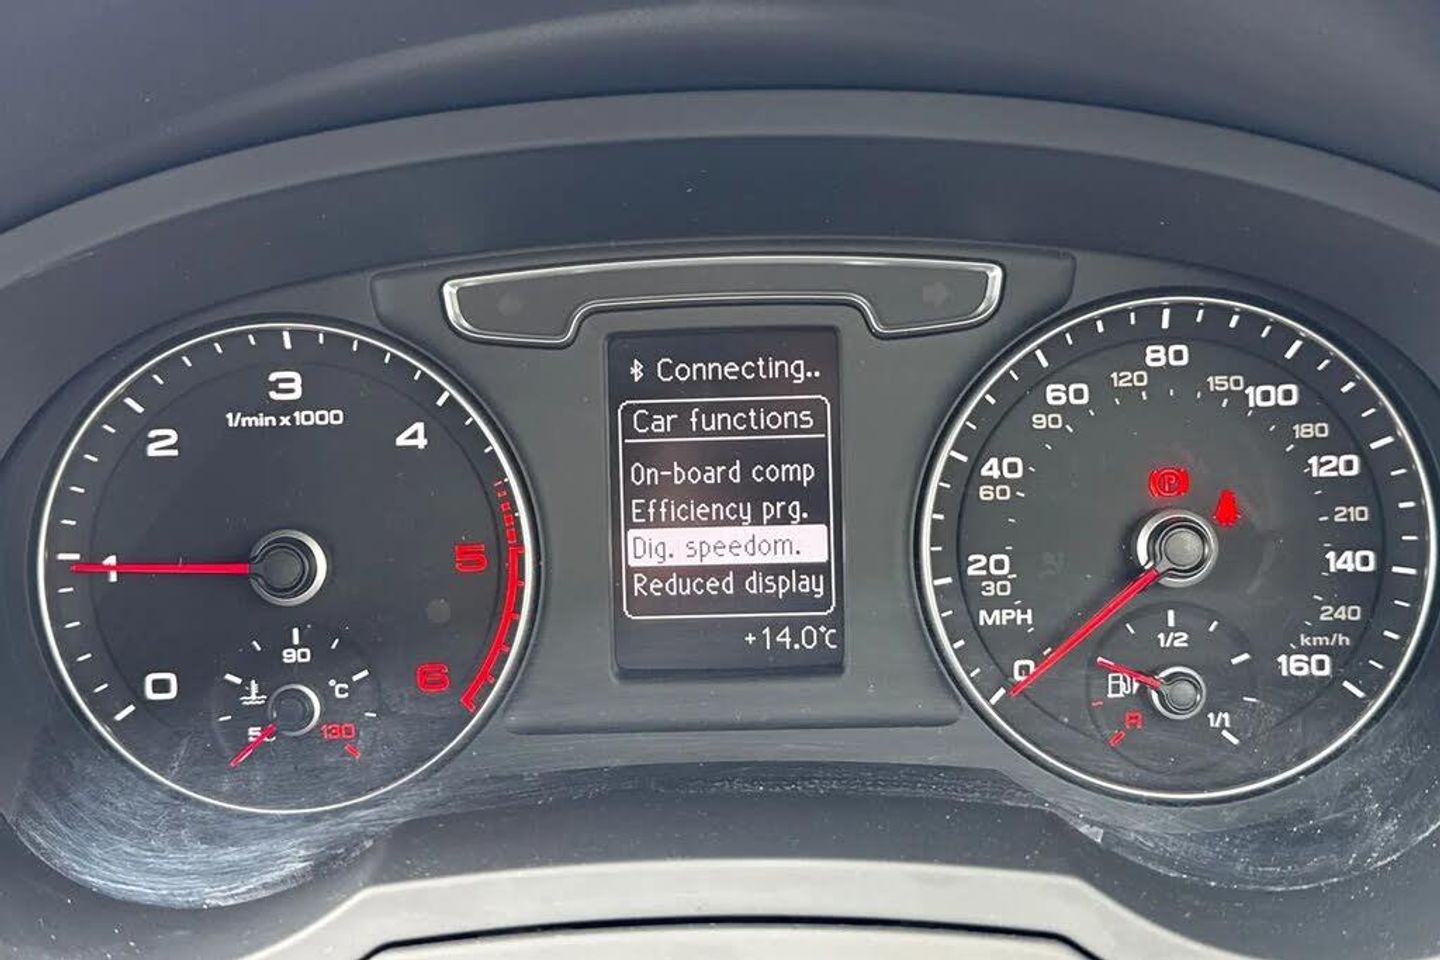 Connecting..
Car functions
On-board comp
Efficiency prg.
Dig. speedom.
Reduced display
+14.0°C
0
1
2
3
4
5
6
1/min x 1000
90
°C
130
0
20
40
60
80
100
120
140
160
30
60
90
120
150
180
210
240
MPH
km/h
P
1/2
R
1/1